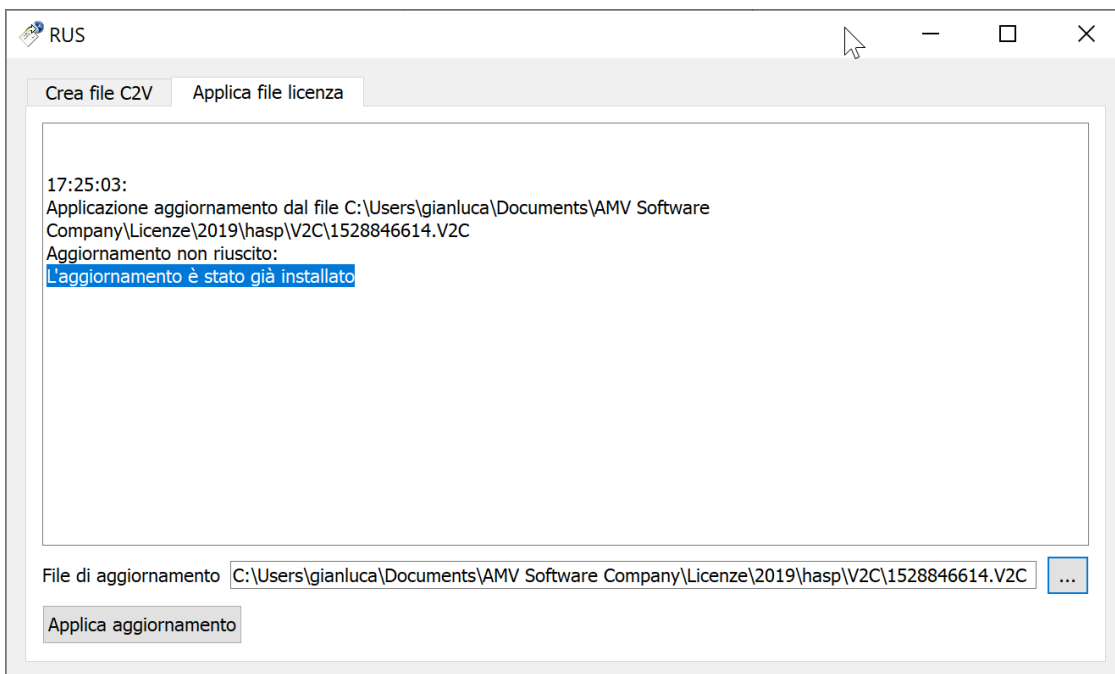 RUS
Crea file C2V
Applica file licenza
17:25:03:
Applicazione aggiornamento dal file C:\Users\gianluca\Documents\AMV Software
Company\Licenze\2019\hasp\V2C\1528846614.V2C
Aggiornamento non riuscito:
L'aggiornamento è stato già installato
File di aggiornamento C:\Users\gianluca\Documents\AMV Software Company\Licenze\2019\hasp\V2C\1528846614.V2C ...
Applica aggiornamento